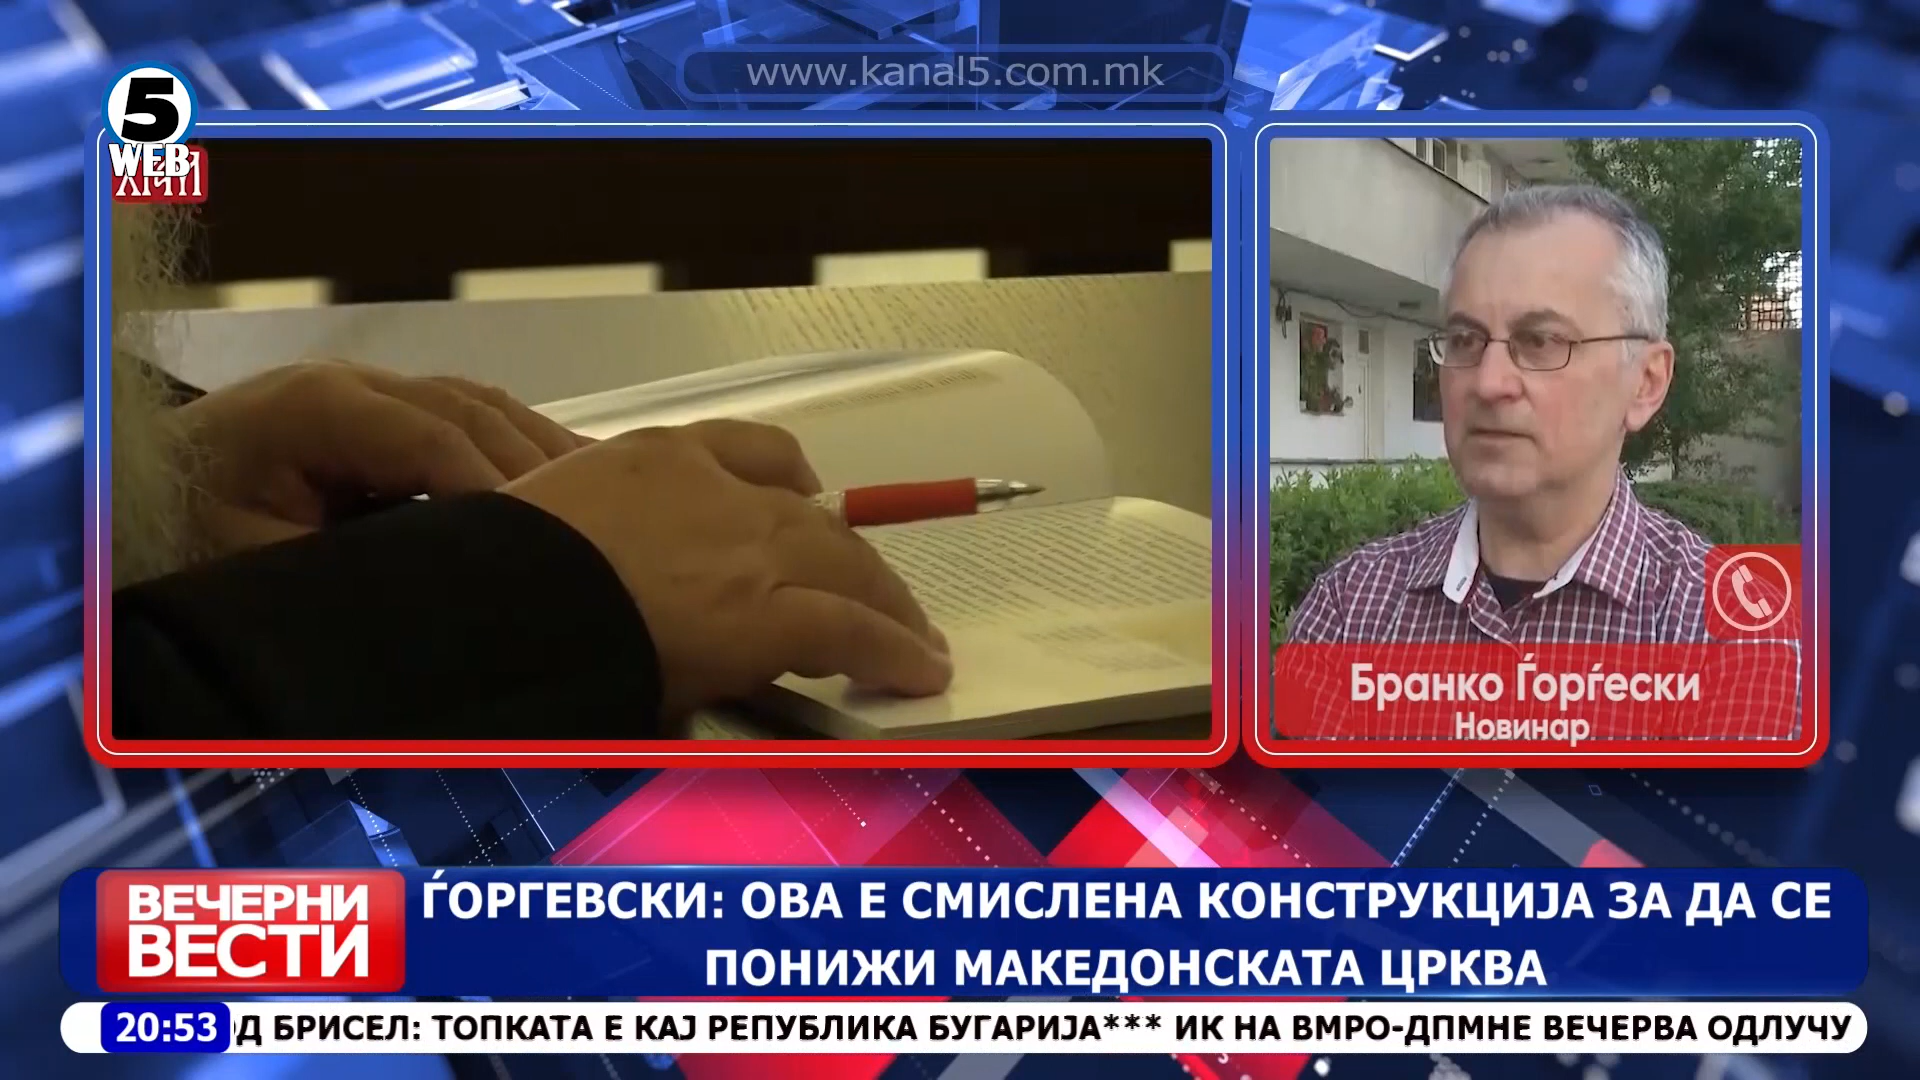 www.kanal5.com.mk
5
WEB
Бранко Ѓорѓески
Новинар
ВЕЧЕРНИ
ВЕСТИ
ЃОРГЕВСКИ: ОВА Е СМИСЛЕНА КОНСТРУКЦИЈА ЗА ДА СЕ
ПОНИЖИ МАКЕДОНСКАТА ЦРКВА
20:53
ОД БРИСЕЛ: ТОПКАТА Е КАЈ РЕПУБЛИКА БУГАРИЈА*** ИК НА ВМРО-ДПМНЕ ВЕЧЕРВА ОДЛУЧУ